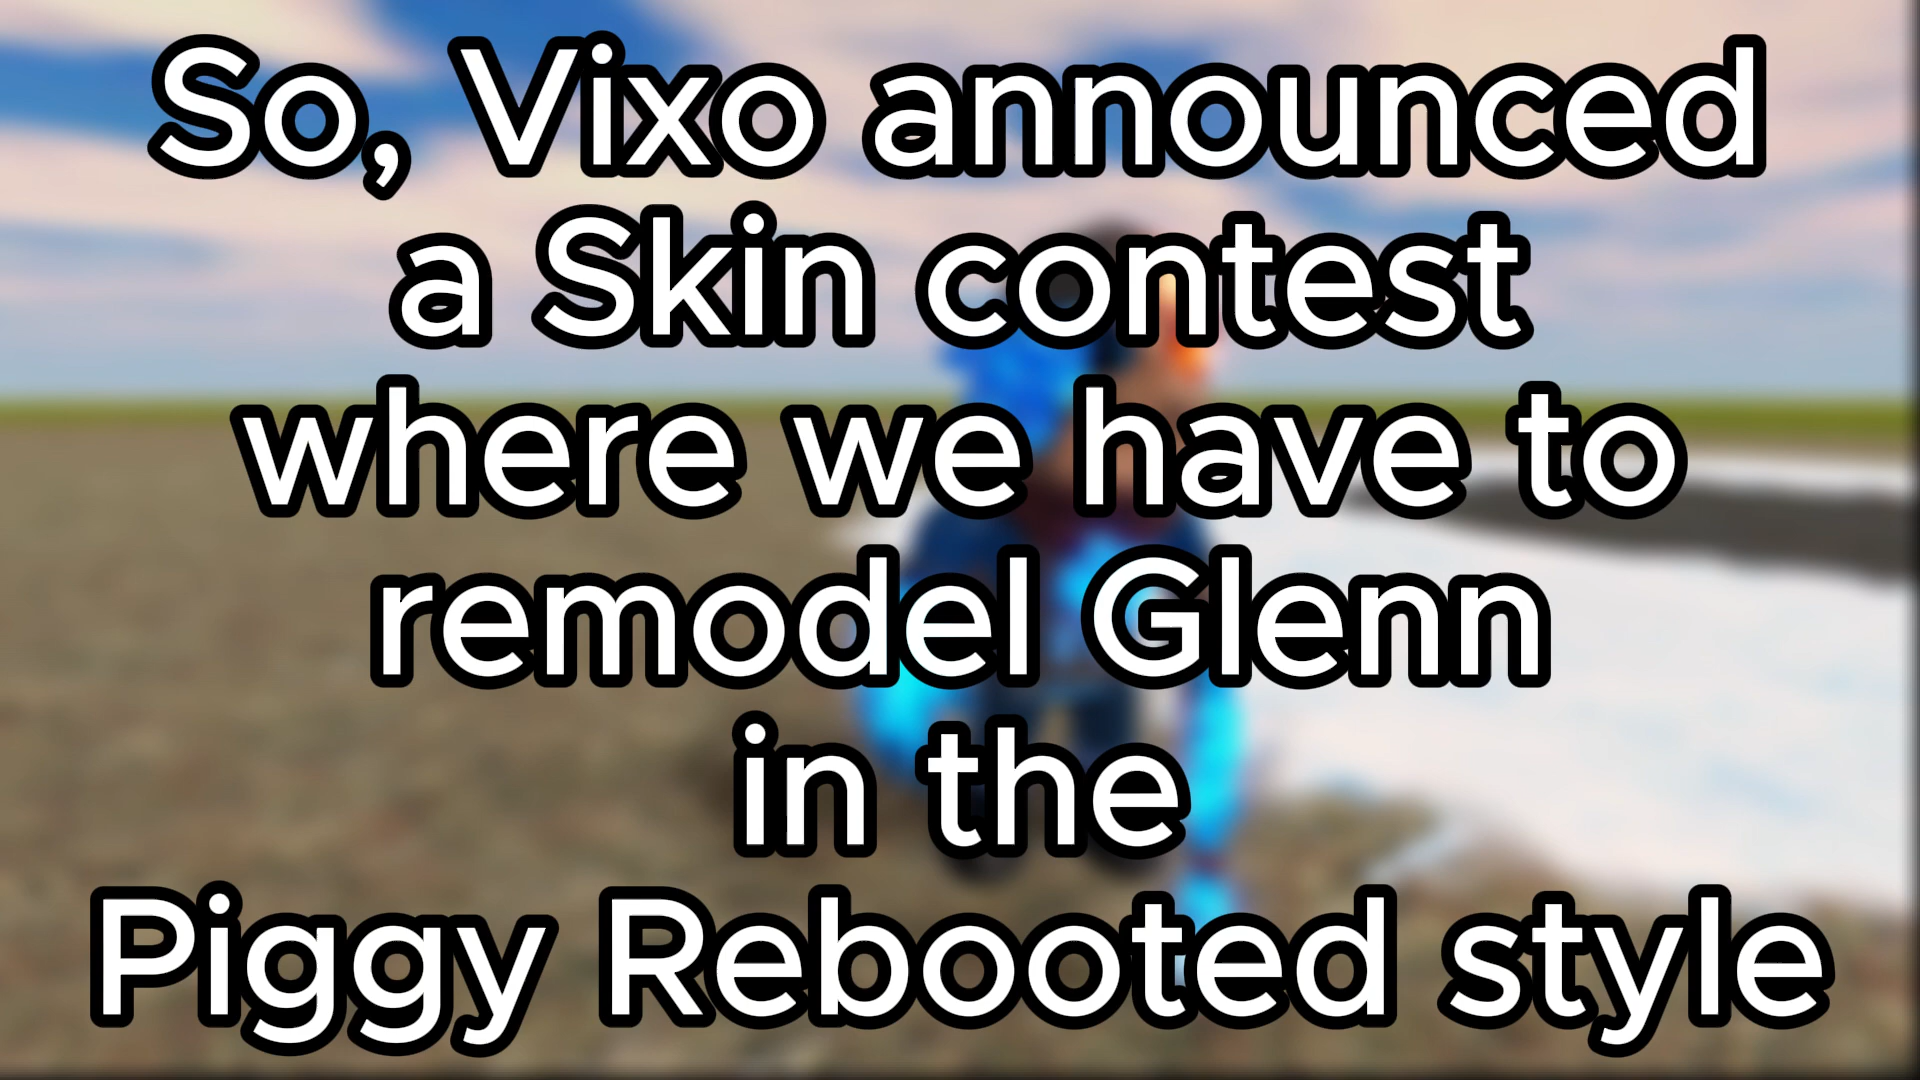 So, Vixo announced
a Skin contest
where we have to
remodel Glenn
in the
Piggy Rebooted style